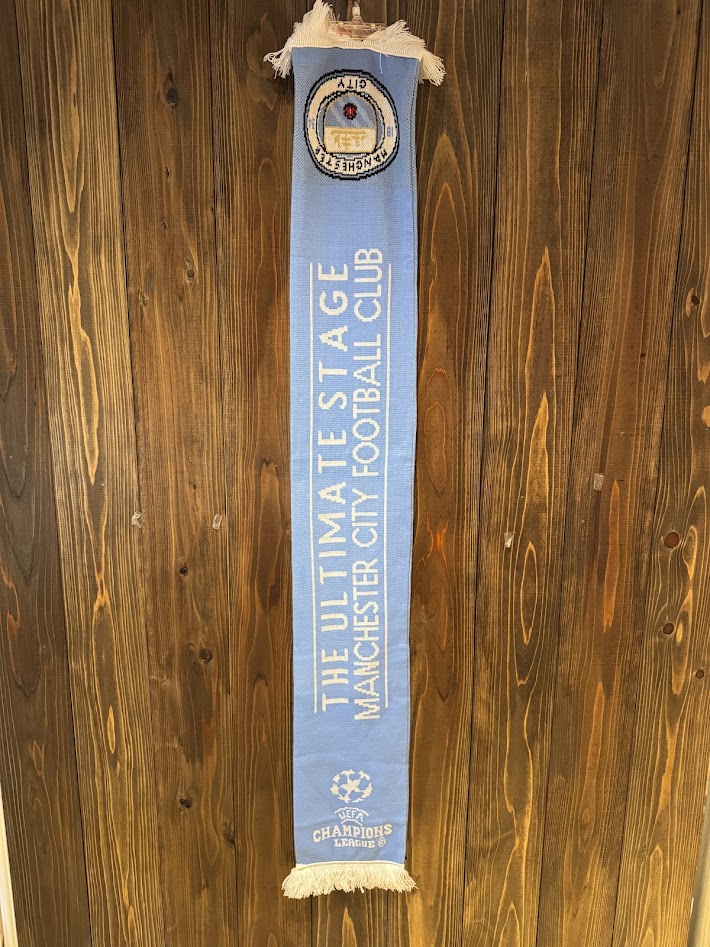 MANCHESTER
CITY
THE ULTIMATE STAGE
MANCHESTER CITY FOOTBALL CLUB
UEFA
CHAMPIONS
LEAGUE ©